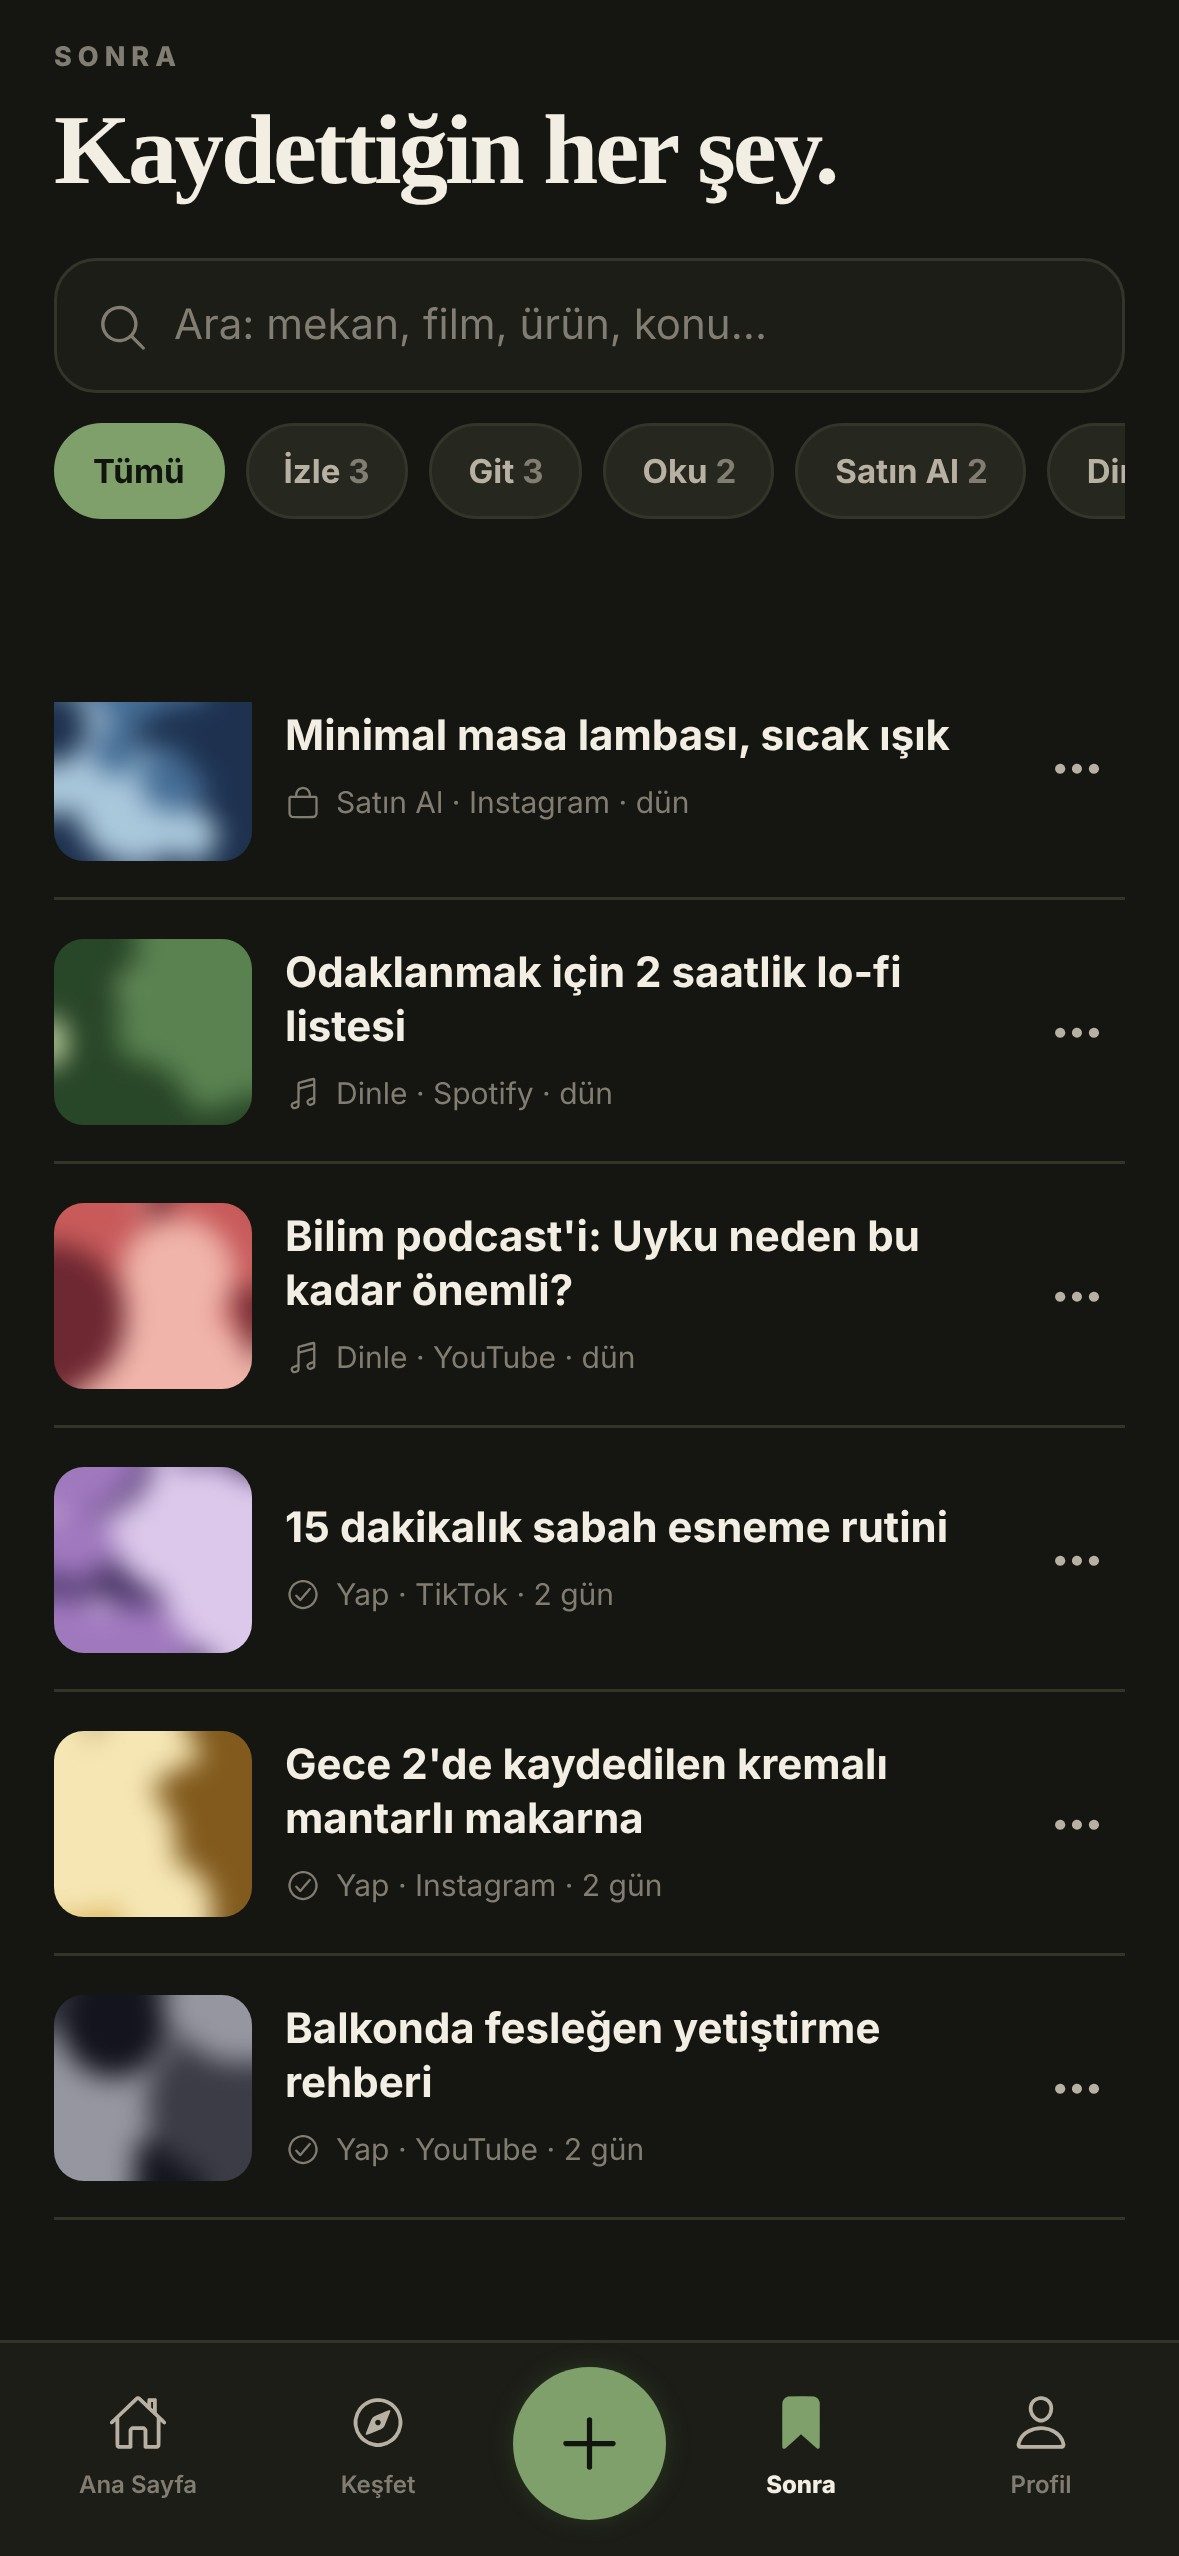 SONRA
Kaydettiğin her şey.
Ara: mekan, film, ürün, konu...
Tümü
İzle 3
Git 3
Oku 2
Satın Al 2
Minimal masa lambası, sıcak ışık
Satın Al · Instagram · dün
Odaklanmak için 2 saatlik lo-fi
listesi
Dinle · Spotify · dün
Bilim podcast'i: Uyku neden bu
kadar önemli?
Dinle · YouTube · dün
15 dakikalık sabah esneme rutini
Yap · TikTok · 2 gün
Gece 2'de kaydedilen kremalı
mantarlı makarna
Yap · Instagram · 2 gün
Balkonda fesleğen yetiştirme
rehberi
Yap · YouTube · 2 gün
Ana Sayfa
Keşfet
Sonra
Profil